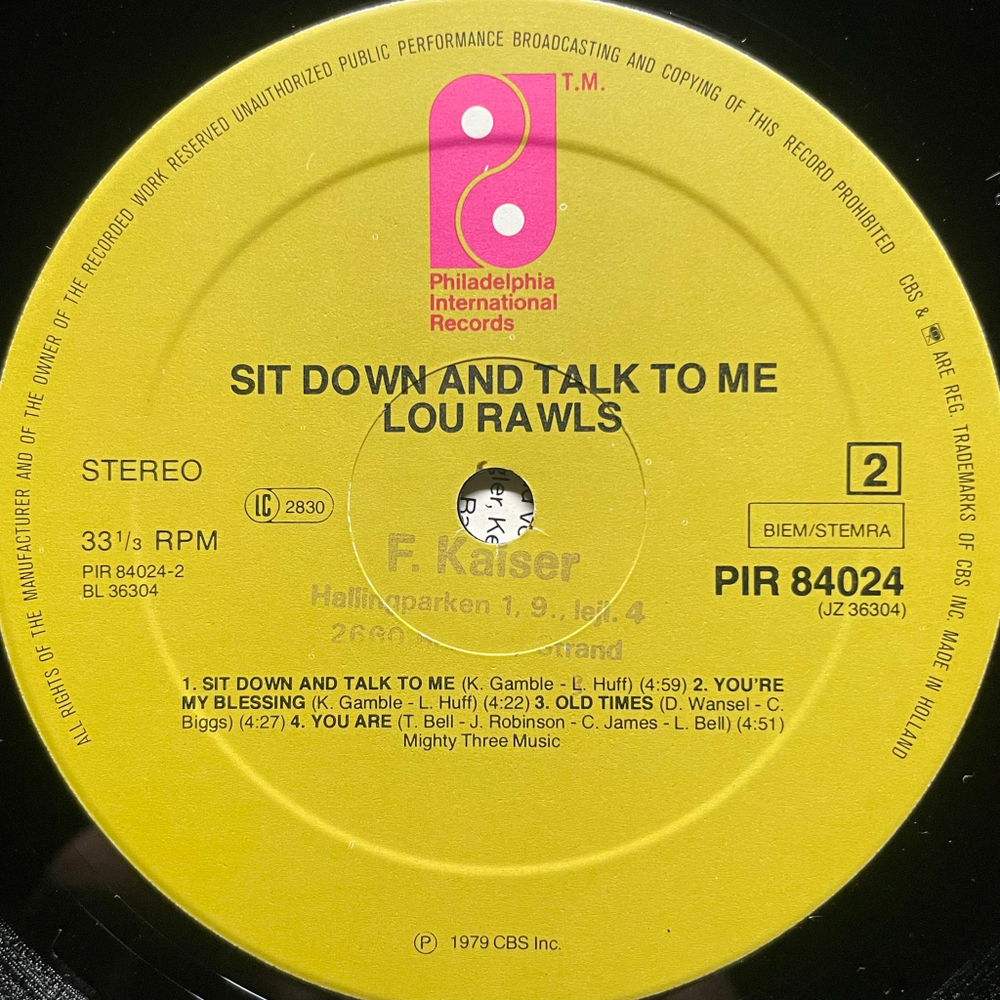 ALL RIGHTS OF THE MANUFACTURER AND OF THE OWNER OF THE RECORDED WORK RESERVED UNAUTHORIZED PUBLIC PERFORMANCE BROADCASTING AND COPYING OF THIS RECORD PROHIBITED CBS & ARE REG. TRADEMARKS OF CBS INC. MADE IN HOLLAND
T.M.
Philadelphia
International
Records
SIT DOWN AND TALK TO ME
LOU RAWLS
STEREO
2
LC 2830
BIEM/STEMRA
33 1/3 RPM
PIR 84024-2
BL 36304
PIR 84024
(JZ 36304)
F. Kaiser
Hallingparken 1, 9., lejl. 4
2660 Strand
1. SIT DOWN AND TALK TO ME (K. Gamble - L. Huff) (4:59) 2. YOU'RE
MY BLESSING (K. Gamble - L. Huff) (4:22) 3. OLD TIMES (D. Wansel - C.
Biggs) (4:27) 4. YOU ARE (T. Bell - J. Robinson - C. James - L. Bell) (4:51)
Mighty Three Music
Ⓟ 1979 CBS Inc.